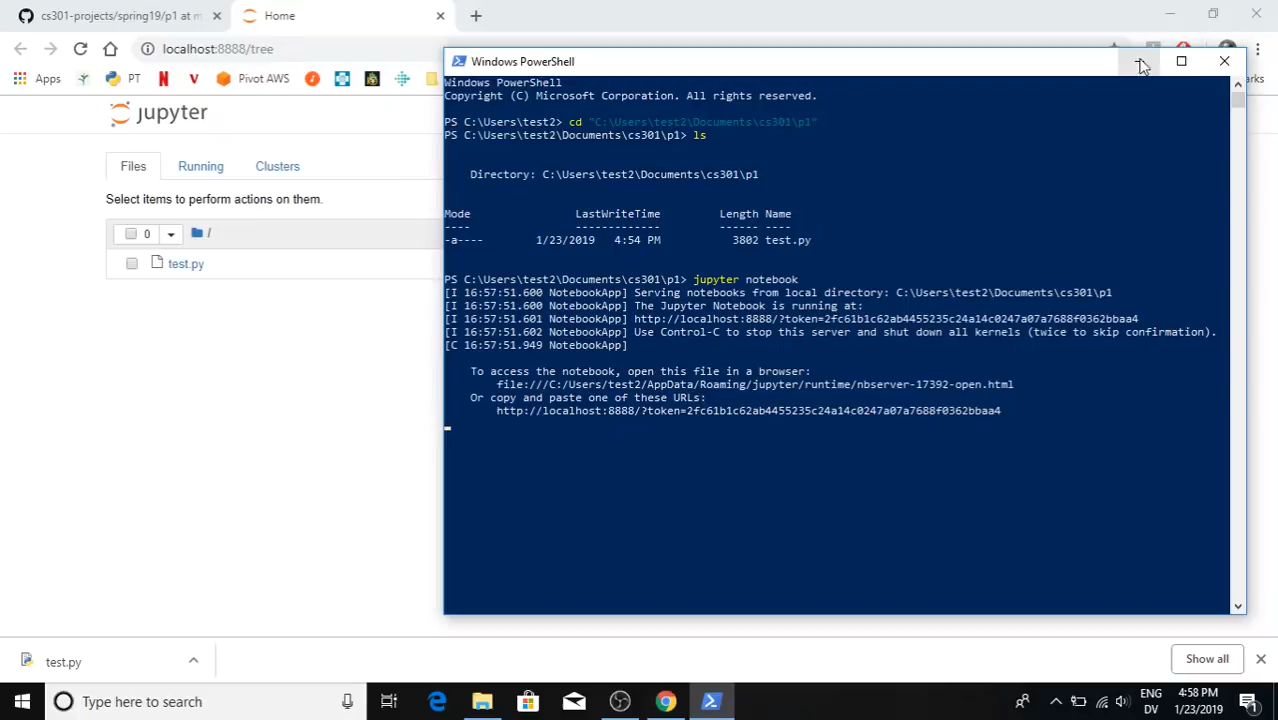 cs301-projects/spring19/p1 at m
Home
localhost:8888/tree
Apps
PT
Pivot AWS
jupyter
Files
Running
Clusters
Select items to perform actions on them.
0
/
test.py
Windows PowerShell
Windows PowerShell
Copyright (C) Microsoft Corporation. All rights reserved.
PS C:\Users\test2> cd "C:\Users\test2\Documents\cs301\p1"
PS C:\Users\test2\Documents\cs301\p1> ls
Directory: C:\Users\test2\Documents\cs301\p1
Mode LastWriteTime Length Name
---- ------------- ------ ----
-a---- 1/23/2019 4:54 PM 3802 test.py
PS C:\Users\test2\Documents\cs301\p1> jupyter notebook
[I 16:57:51.600 NotebookApp] Serving notebooks from local directory: C:\Users\test2\Documents\cs301\p1
[I 16:57:51.600 NotebookApp] The Jupyter Notebook is running at:
[I 16:57:51.601 NotebookApp] http://localhost:8888/?token=2fc61b1c62ab4455235c24a14c0247a07a7688f0362bbaa4
[I 16:57:51.602 NotebookApp] Use Control-C to stop this server and shut down all kernels (twice to skip confirmation).
[C 16:57:51.949 NotebookApp]
To access the notebook, open this file in a browser:
file:///C:/Users/test2/AppData/Roaming/jupyter/runtime/nbserver-17392-open.html
Or copy and paste one of these URLs:
http://localhost:8888/?token=2fc61b1c62ab4455235c24a14c0247a07a7688f0362bbaa4
test.py
Show all
Type here to search
ENG
DV
4:58 PM
1/23/2019
1